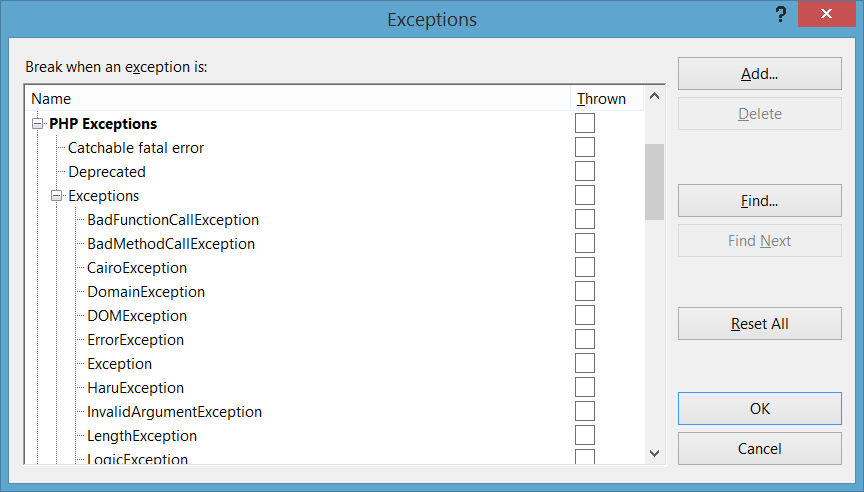 Exceptions
?
Break when an exception is:
Name Thrown
PHP Exceptions
Catchable fatal error
Deprecated
Exceptions
BadFunctionCallException
BadMethodCallException
CairoException
DomainException
DOMException
ErrorException
Exception
HaruException
InvalidArgumentException
LengthException
LogicException
Add...
Delete
Find...
Find Next
Reset All
OK
Cancel